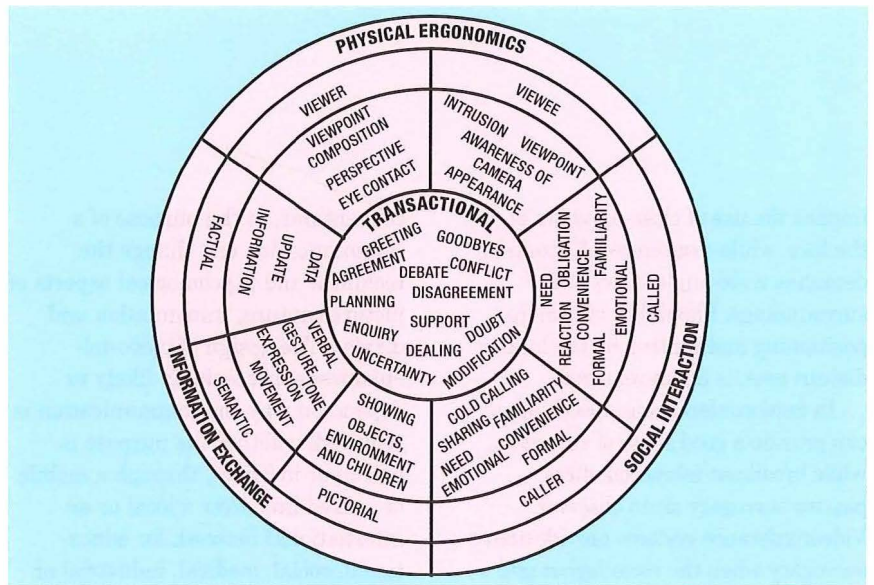 PHYSICAL ERGONOMICS
VIEWER
VIEWPOINT
COMPOSITION
PERSPECTIVE
EYE CONTACT
VIEWEE
INTRUSION
VIEWPOINT
AWARENESS OF
CAMERA
APPEARANCE
SOCIAL INTERACTION
CALLED
NEED
REACTION OBLIGATION
CONVENIENCE
FORMAL FAMIILIARITY
EMOTIONAL
CALLER
COLD CALLING
SHARING FAMILIARITY
NEED CONVENIENCE
EMOTIONAL FORMAL
INFORMATION EXCHANGE
PICTORIAL
SHOWING
OBJECTS,
ENVIRONMENT
AND CHILDREN
SEMANTIC
VERBAL
GESTURE TONE
EXPRESSION
MOVEMENT
FACTUAL
INFORMATION
UPDATE
DATA
TRANSACTIONAL
GREETING GOODBYES
AGREEMENT DEBATE CONFLICT
PLANNING DISAGREEMENT
ENQUIRY SUPPORT DOUBT
UNCERTAINTY DEALING MODIFICATION